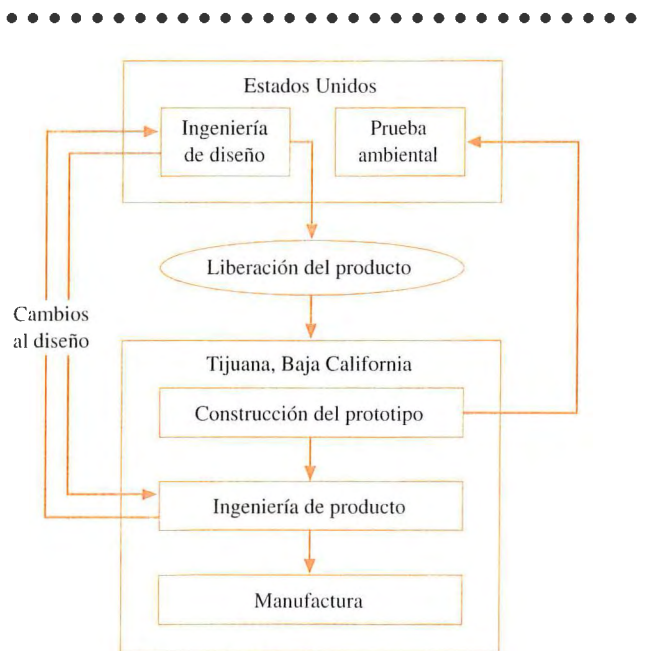 Estados Unidos
Ingeniería
de diseño
Prueba
ambiental
Liberación del producto
Cambios
al diseño
Tijuana, Baja California
Construcción del prototipo
Ingeniería de producto
Manufactura